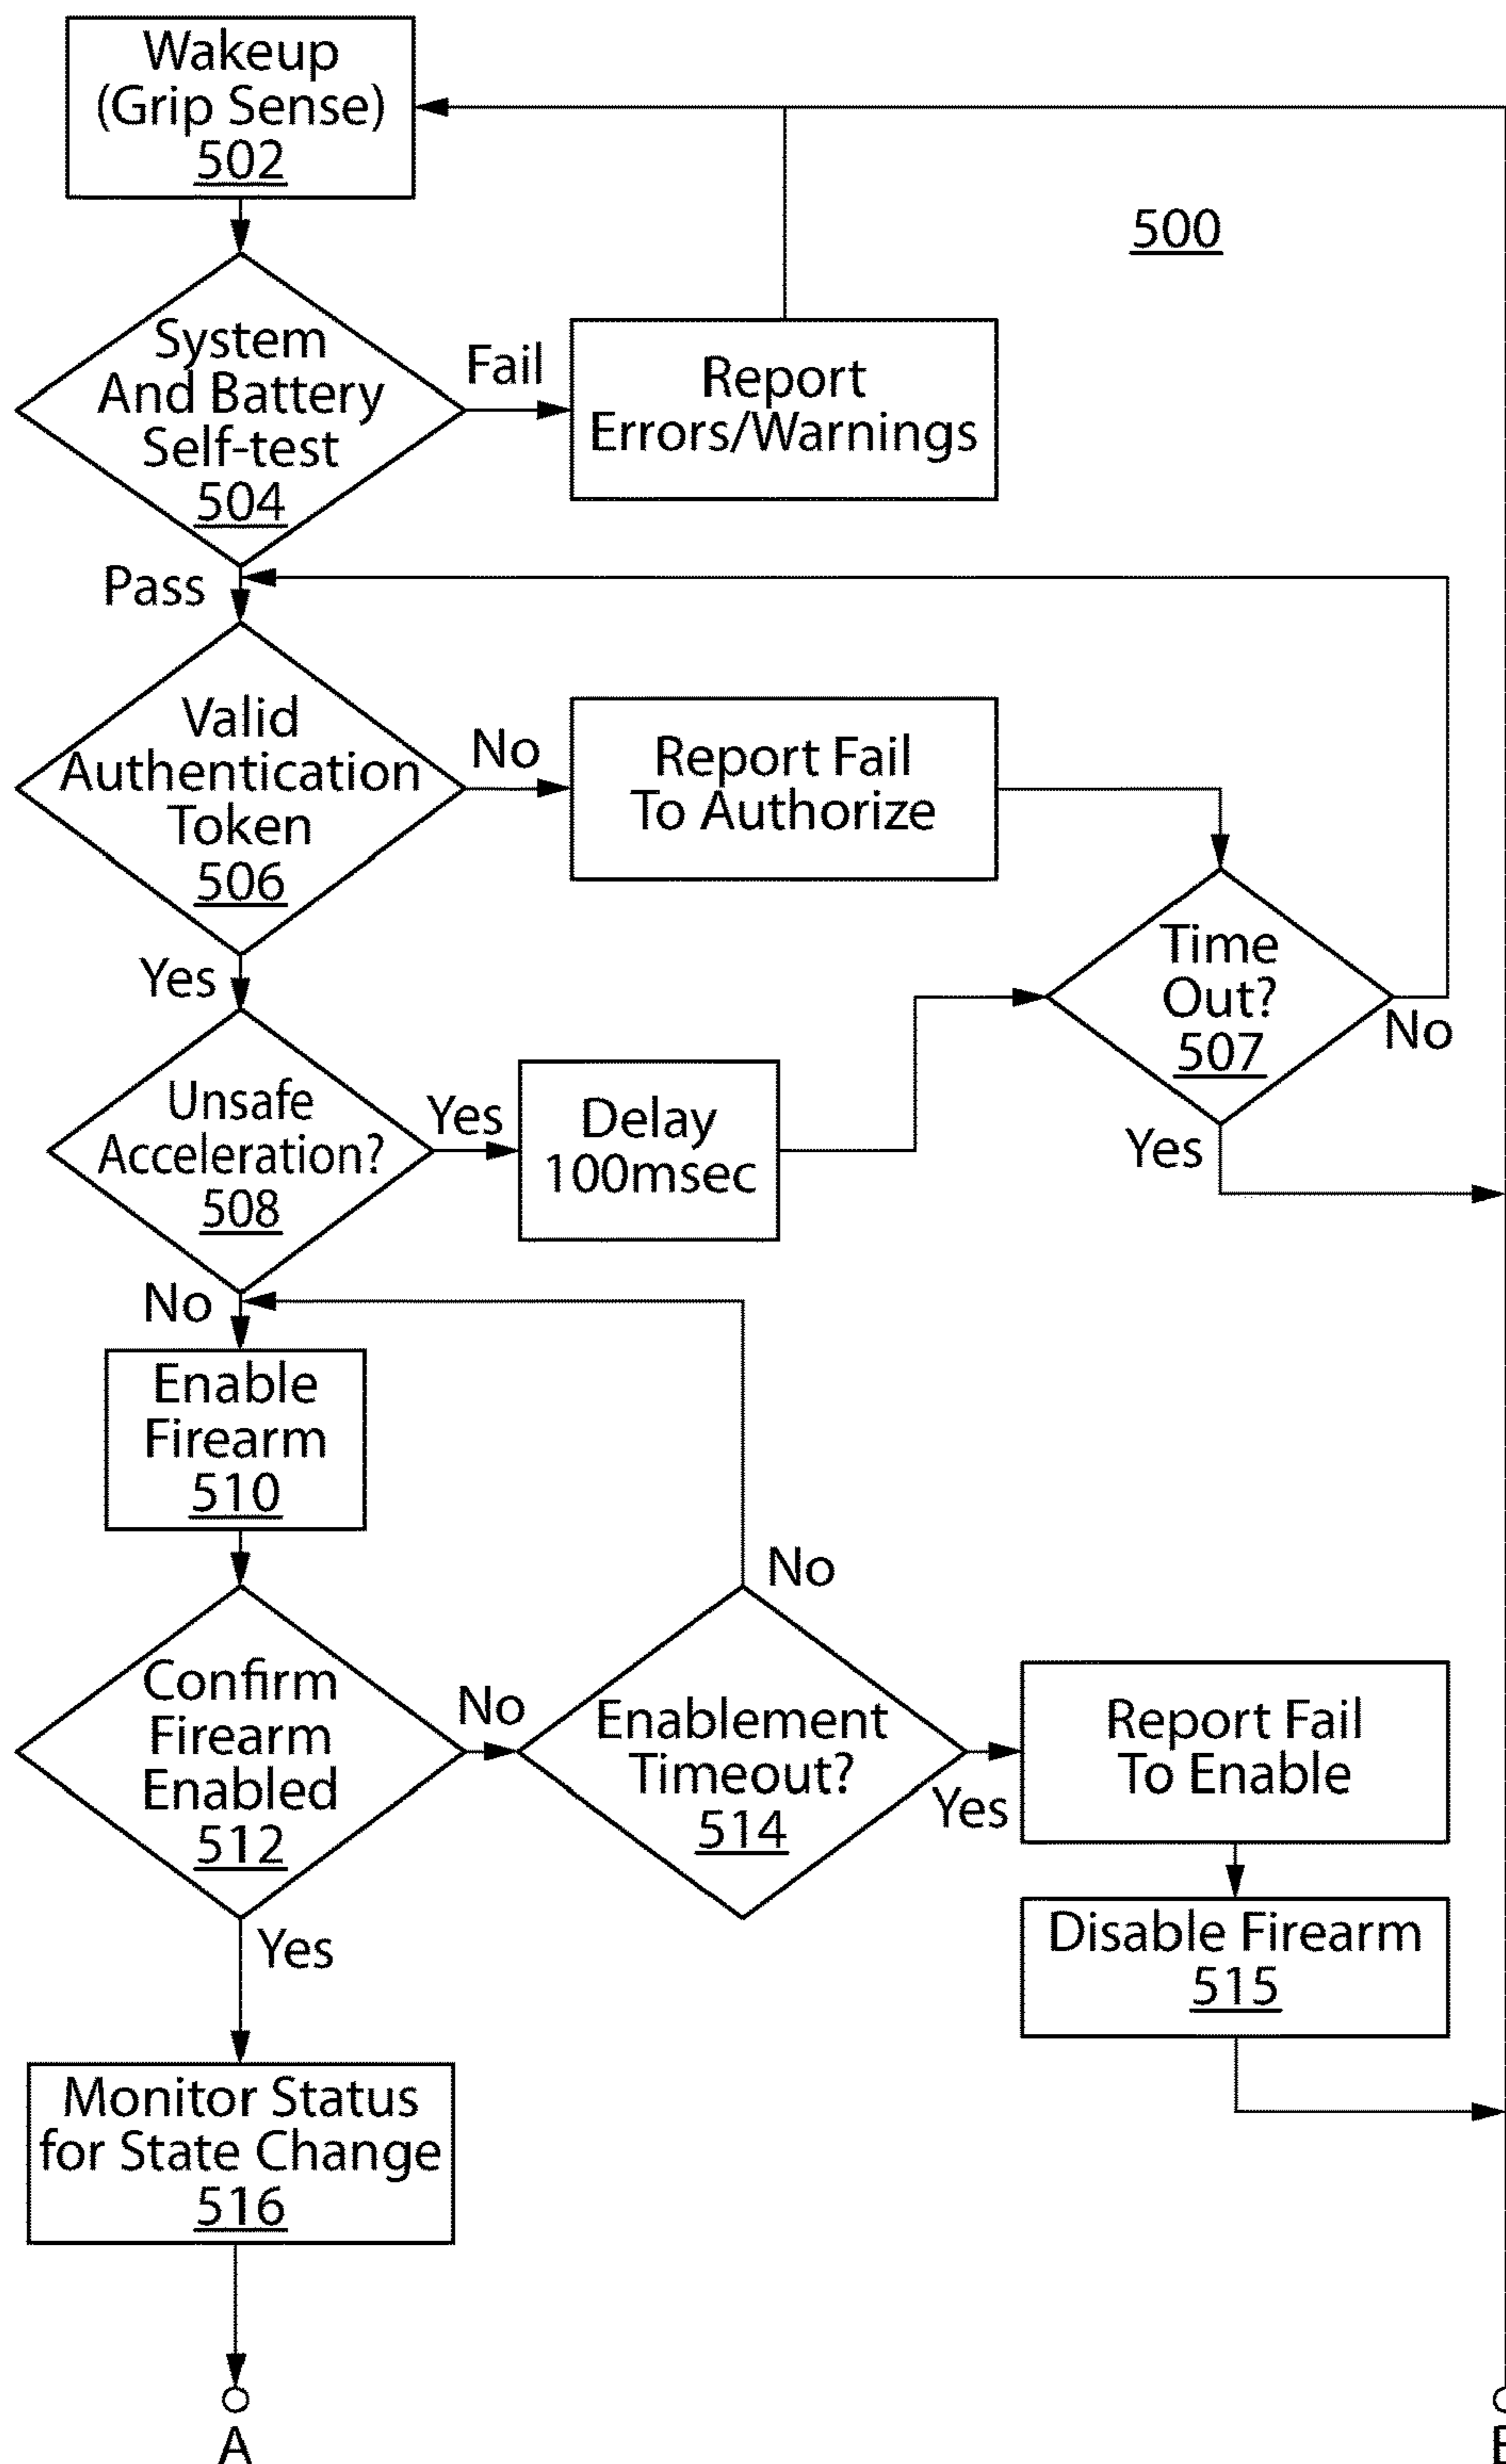 Wakeup
(Grip Sense)
502
500
System
And Battery
Self-test
504
Fail
Report
Errors/Warnings
Pass
Valid
Authentication
Token
506
No
Report Fail
To Authorize
Time
Out?
507
No
Yes
Yes
Unsafe
Acceleration?
508
Yes
Delay
100msec
No
Enable
Firearm
510
Confirm
Firearm
Enabled
512
No
Enablement
Timeout?
514
No
Yes
Report Fail
To Enable
Disable Firearm
515
Yes
Monitor Status
for State Change
516
A